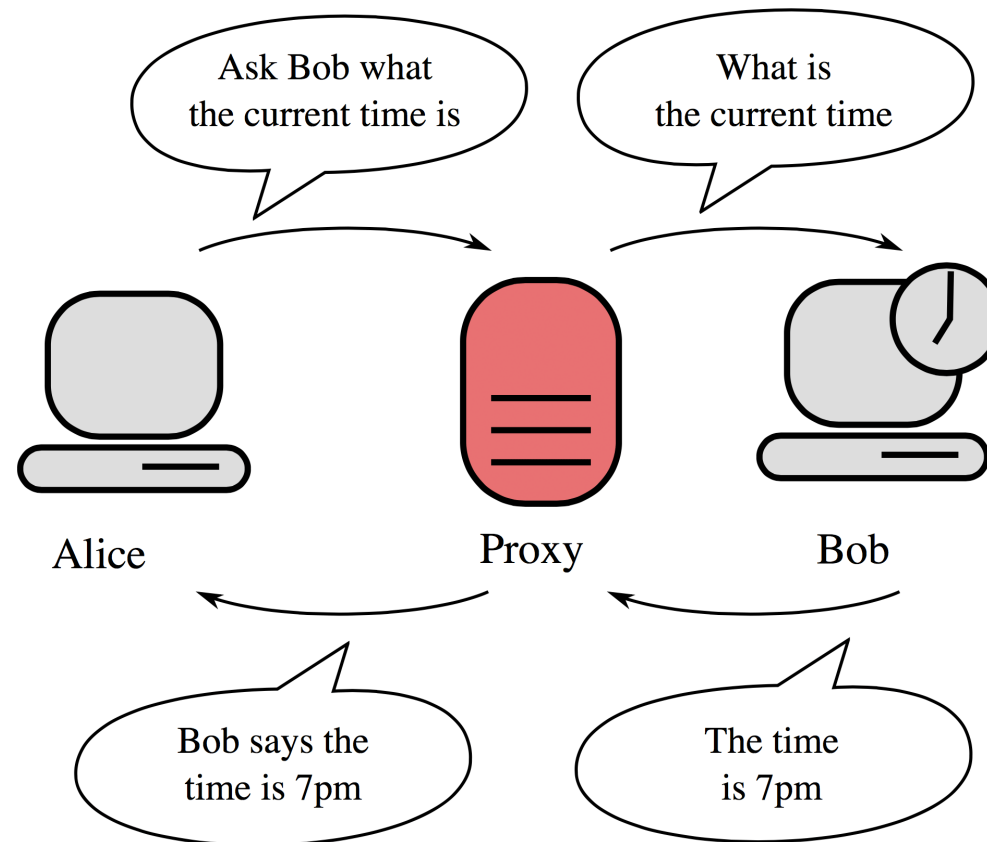 Ask Bob what
the current time is
What is
the current time
Alice
Proxy
Bob
Bob says the
time is 7pm
The time
is 7pm